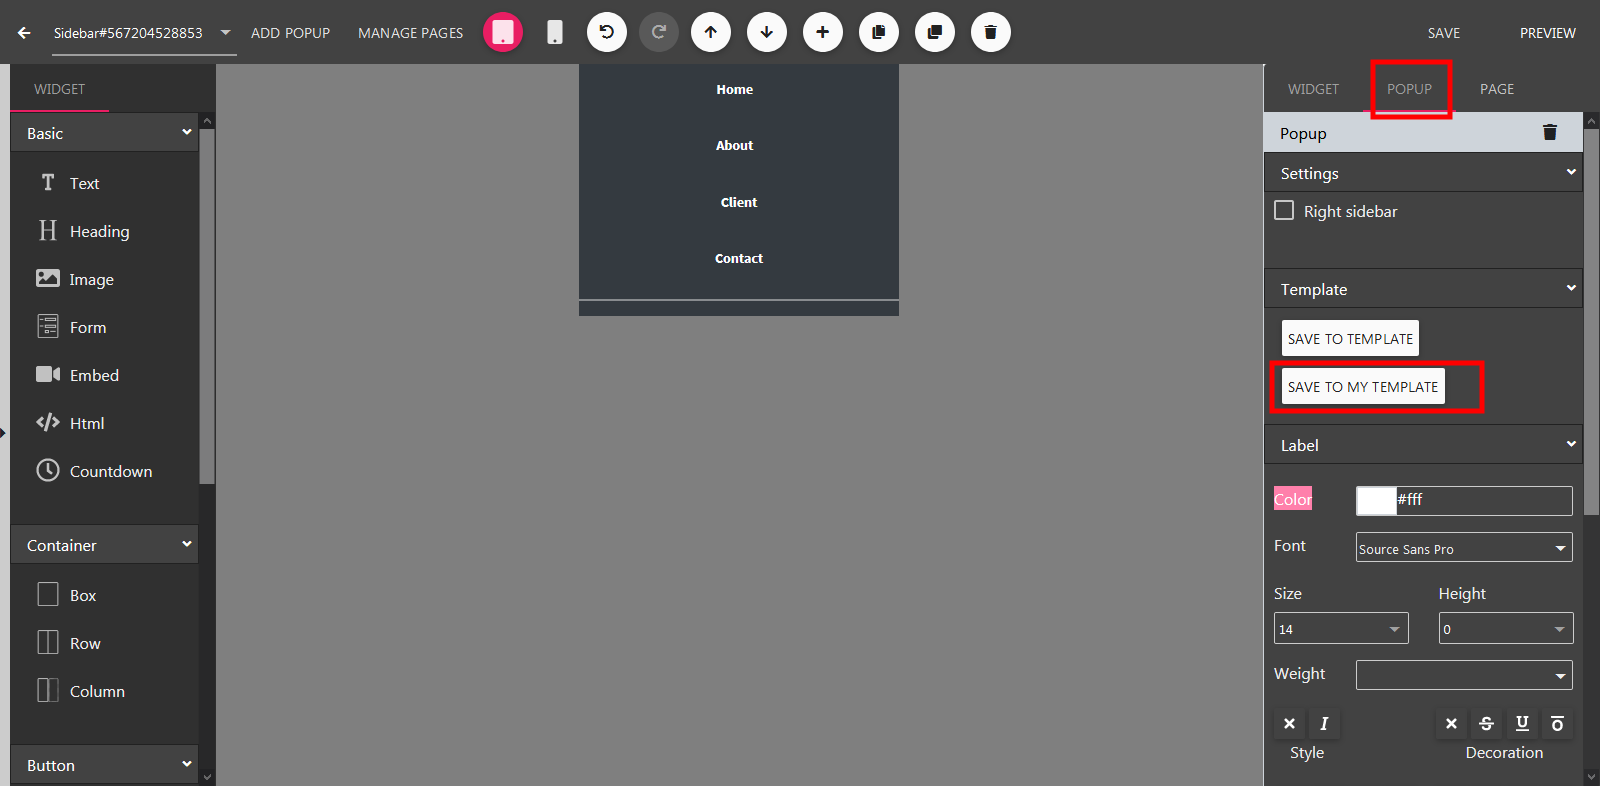 Sidebar#567204528853 ADD POPUP MANAGE PAGES SAVE PREVIEW
WIDGET
Basic
Text
Heading
Image
Form
Embed
Html
Countdown
Container
Box
Row
Column
Button
Home
About
Client
Contact
WIDGET POPUP PAGE
Popup
Settings
Right sidebar
Template
SAVE TO TEMPLATE
SAVE TO MY TEMPLATE
Label
Color #fff
Font Source Sans Pro
Size Height
14 0
Weight
Style Decoration